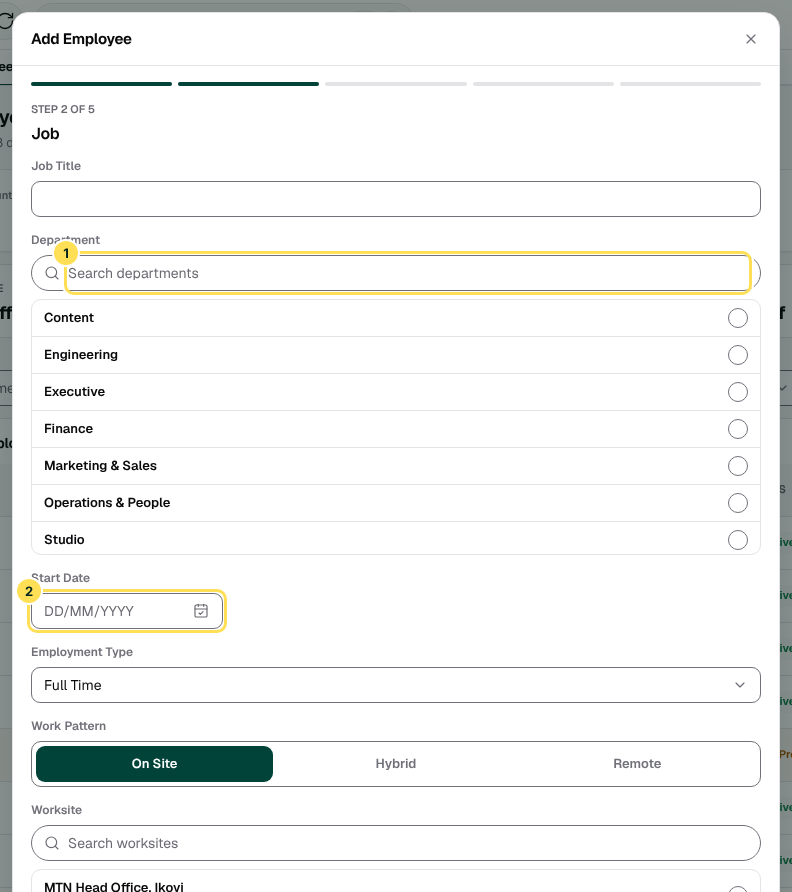 Add Employee
STEP 2 OF 5
Job
Job Title
Department
1
Search departments
Content
Engineering
Executive
Finance
Marketing & Sales
Operations & People
Studio
Start Date
2
DD/MM/YYYY
Employment Type
Full Time
Work Pattern
On Site
Hybrid
Remote
Worksite
Search worksites
MTN Head Office, Ikoyi